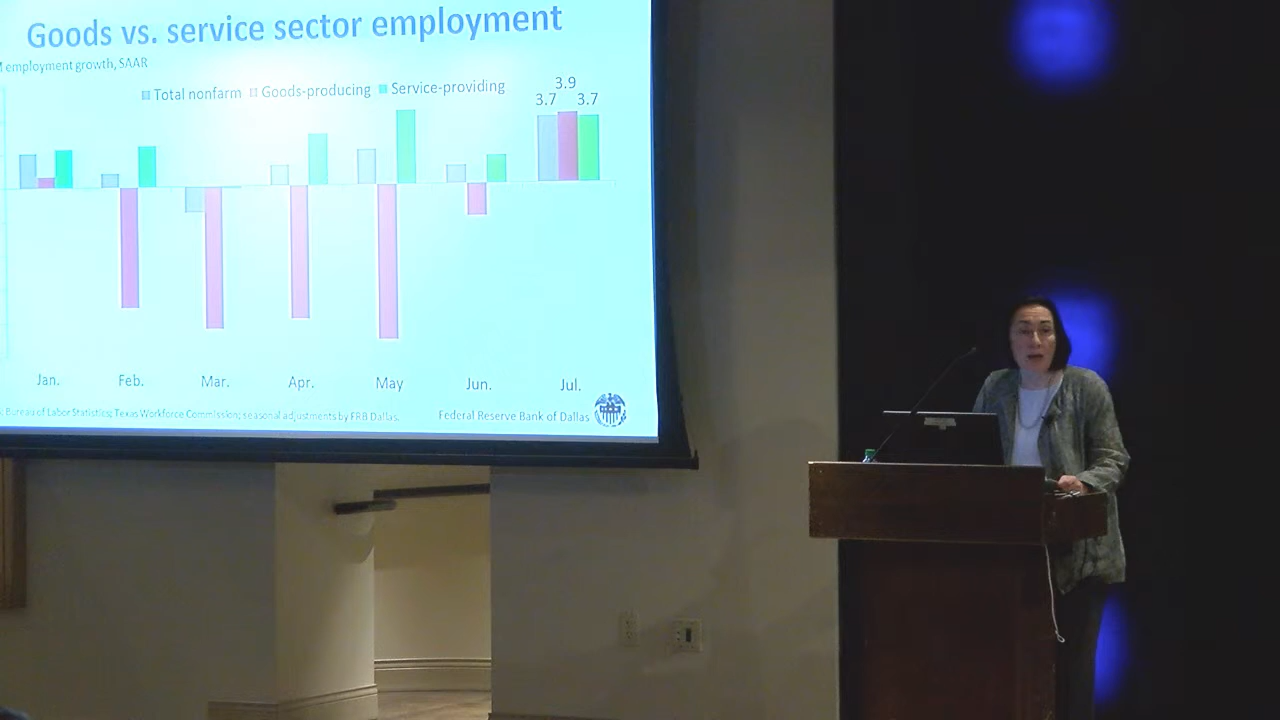 Goods vs. service sector employment
employment growth, SAAR
Total nonfarm Goods-producing Service-providing
3.9
3.7 3.7
Jan. Feb. Mar. Apr. May Jun. Jul.
Bureau of Labor Statistics; Texas Workforce Commission; seasonal adjustments by FRB Dallas.
Federal Reserve Bank of Dallas